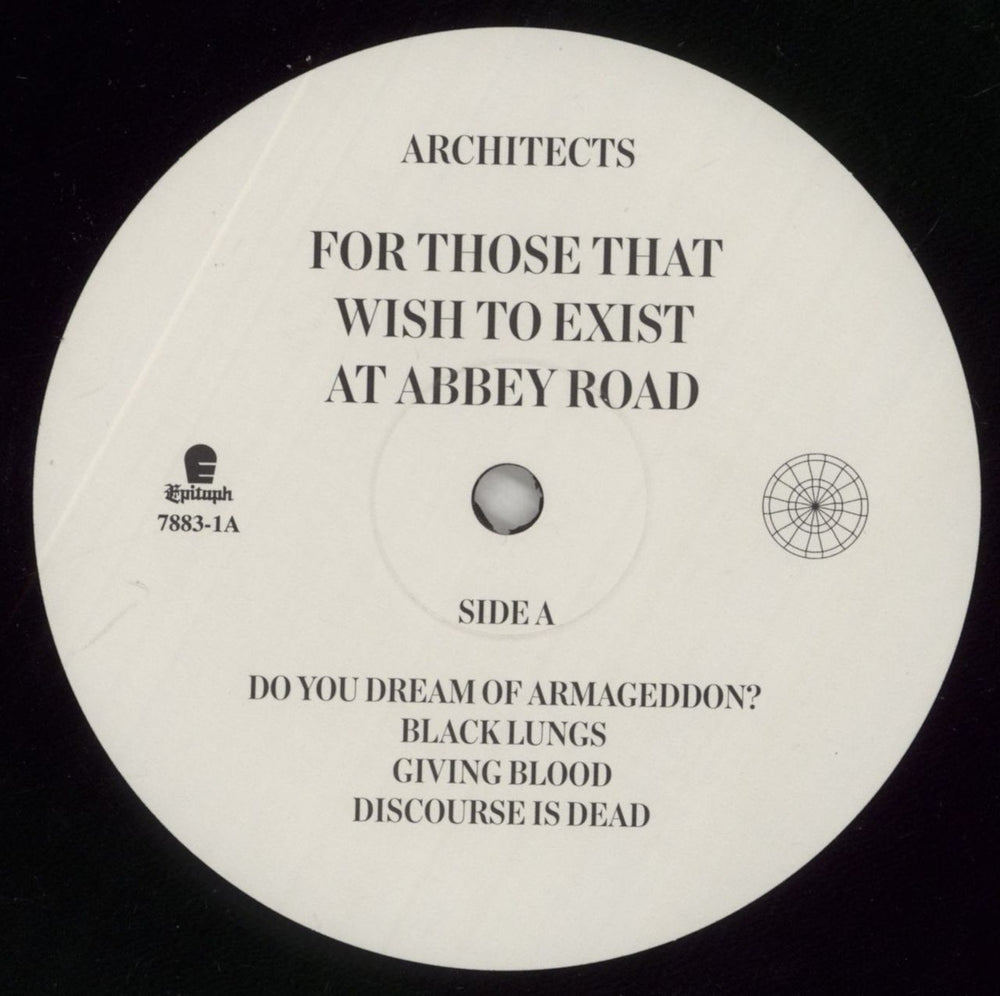 ARCHITECTS
FOR THOSE THAT
WISH TO EXIST
AT ABBEY ROAD
Epitaph
7883-1A
SIDE A
DO YOU DREAM OF ARMAGEDDON?
BLACK LUNGS
GIVING BLOOD
DISCOURSE IS DEAD